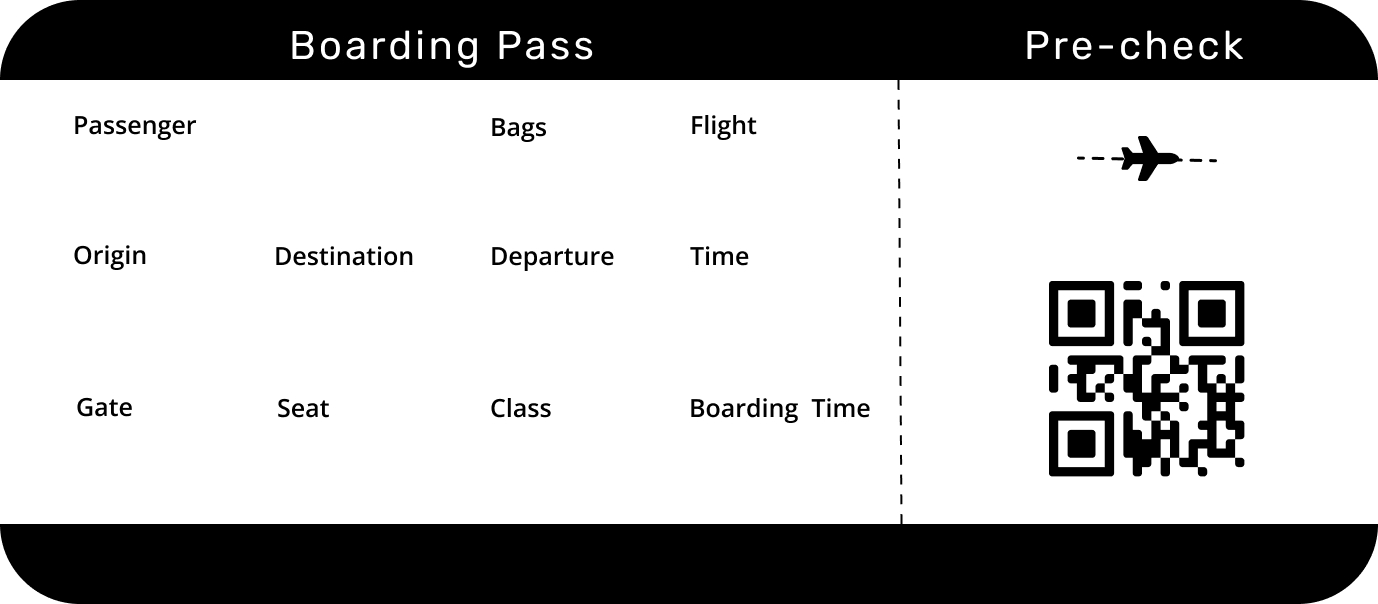 Boarding Pass Pre-check
Passenger Bags Flight
Origin Destination Departure Time
Gate Seat Class Boarding Time